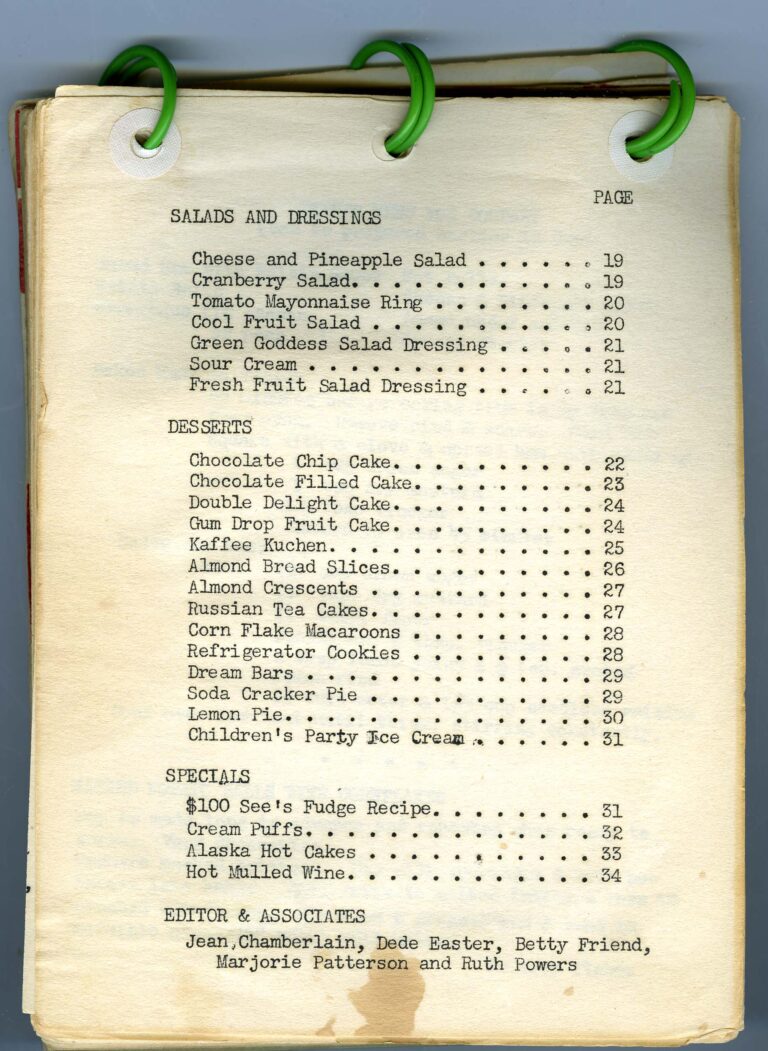 PAGE
SALADS AND DRESSINGS
Cheese and Pineapple Salad . . . . . . 19
Cranberry Salad. . . . . . . . . . . . 19
Tomato Mayonnaise Ring . . . . . . . . 20
Cool Fruit Salad . . . . . . . . . . . 20
Green Goddess Salad Dressing . . . . . 21
Sour Cream . . . . . . . . . . . . . . 21
Fresh Fruit Salad Dressing . . . . . . 21
DESSERTS
Chocolate Chip Cake. . . . . . . . . . 22
Chocolate Filled Cake. . . . . . . . . 23
Double Delight Cake. . . . . . . . . . 24
Gum Drop Fruit Cake. . . . . . . . . . 24
Kaffee Kuchen. . . . . . . . . . . . . 25
Almond Bread Slices. . . . . . . . . . 26
Almond Crescents . . . . . . . . . . . 27
Russian Tea Cakes. . . . . . . . . . . 27
Corn Flake Macaroons . . . . . . . . . 28
Refrigerator Cookies . . . . . . . . . 28
Dream Bars . . . . . . . . . . . . . . 29
Soda Cracker Pie . . . . . . . . . . . 29
Lemon Pie. . . . . . . . . . . . . . . 30
Children's Party Ice Cream . . . . . . 31
SPECIALS
$100 See's Fudge Recipe. . . . . . . . 31
Cream Puffs. . . . . . . . . . . . . . 32
Alaska Hot Cakes . . . . . . . . . . . 33
Hot Mulled Wine. . . . . . . . . . . . 34
EDITOR & ASSOCIATES
Jean,Chamberlain, Dede Easter, Betty Friend,
Marjorie Patterson and Ruth Powers